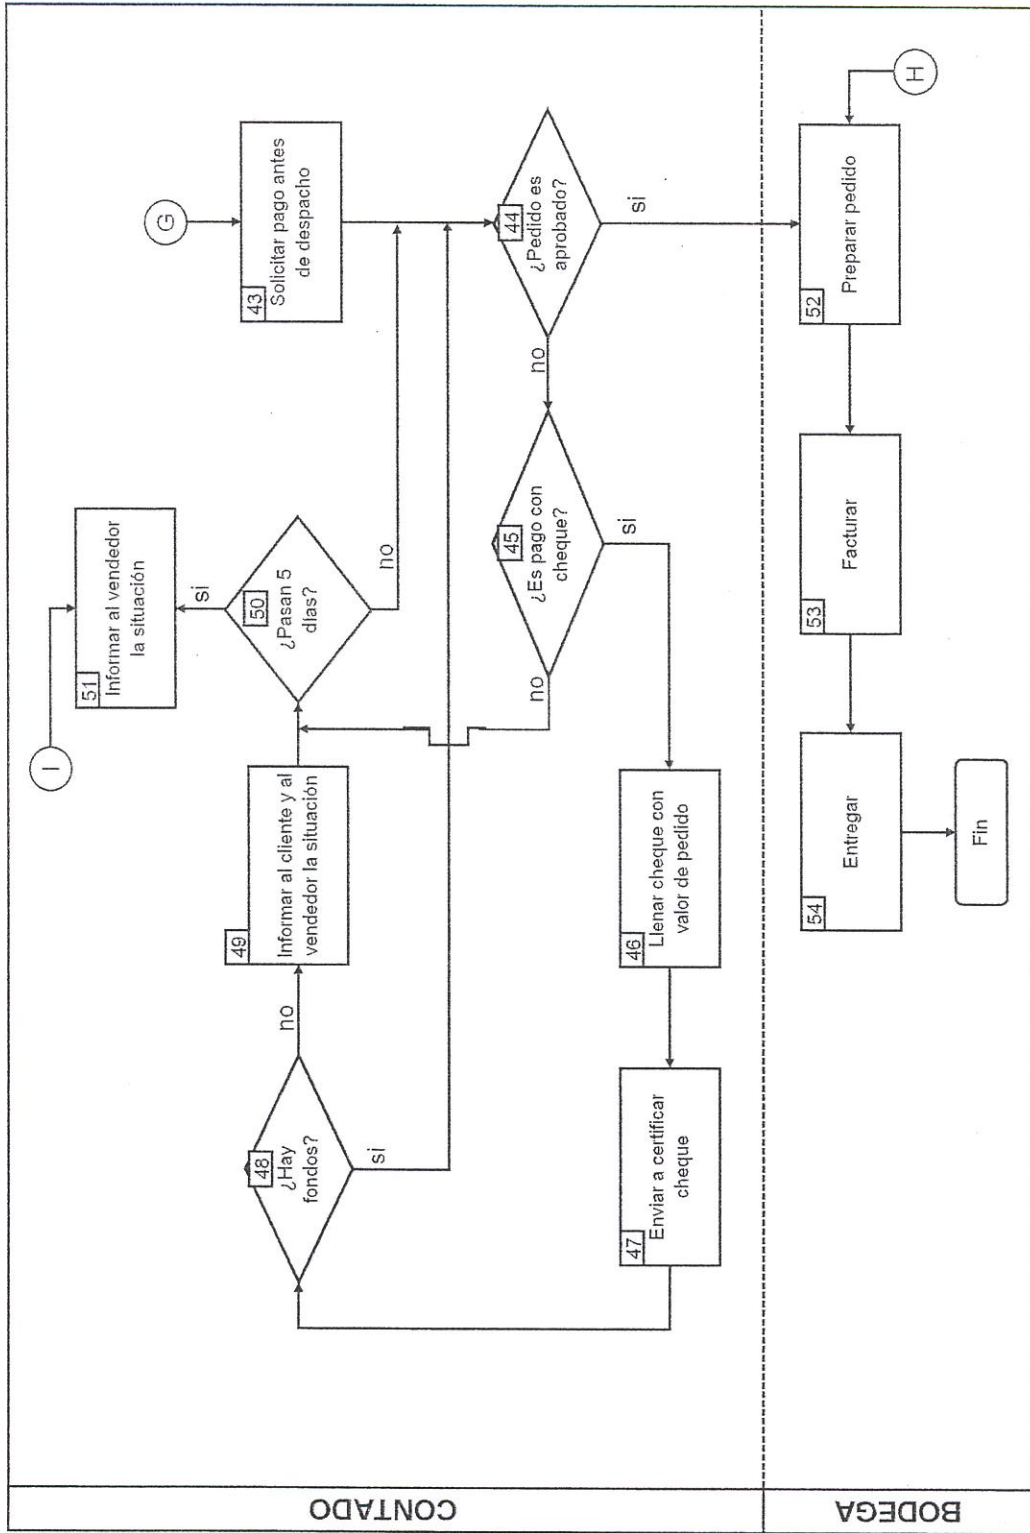 CONTADO
G
43
Solicitar pago antes
de despacho
44
¿Pedido es
aprobado?
si
no
45
¿Es pago con
cheque?
si
no
46
Llenar cheque con
valor de pedido
47
Enviar a certificar
cheque
48
¿Hay
fondos?
si
no
49
Informar al cliente y al
vendedor la situación
50
¿Pasan 5
días?
si
no
51
Informar al vendedor
la situación
I
BODEGA
H
52
Preparar pedido
53
Facturar
54
Entregar
Fin